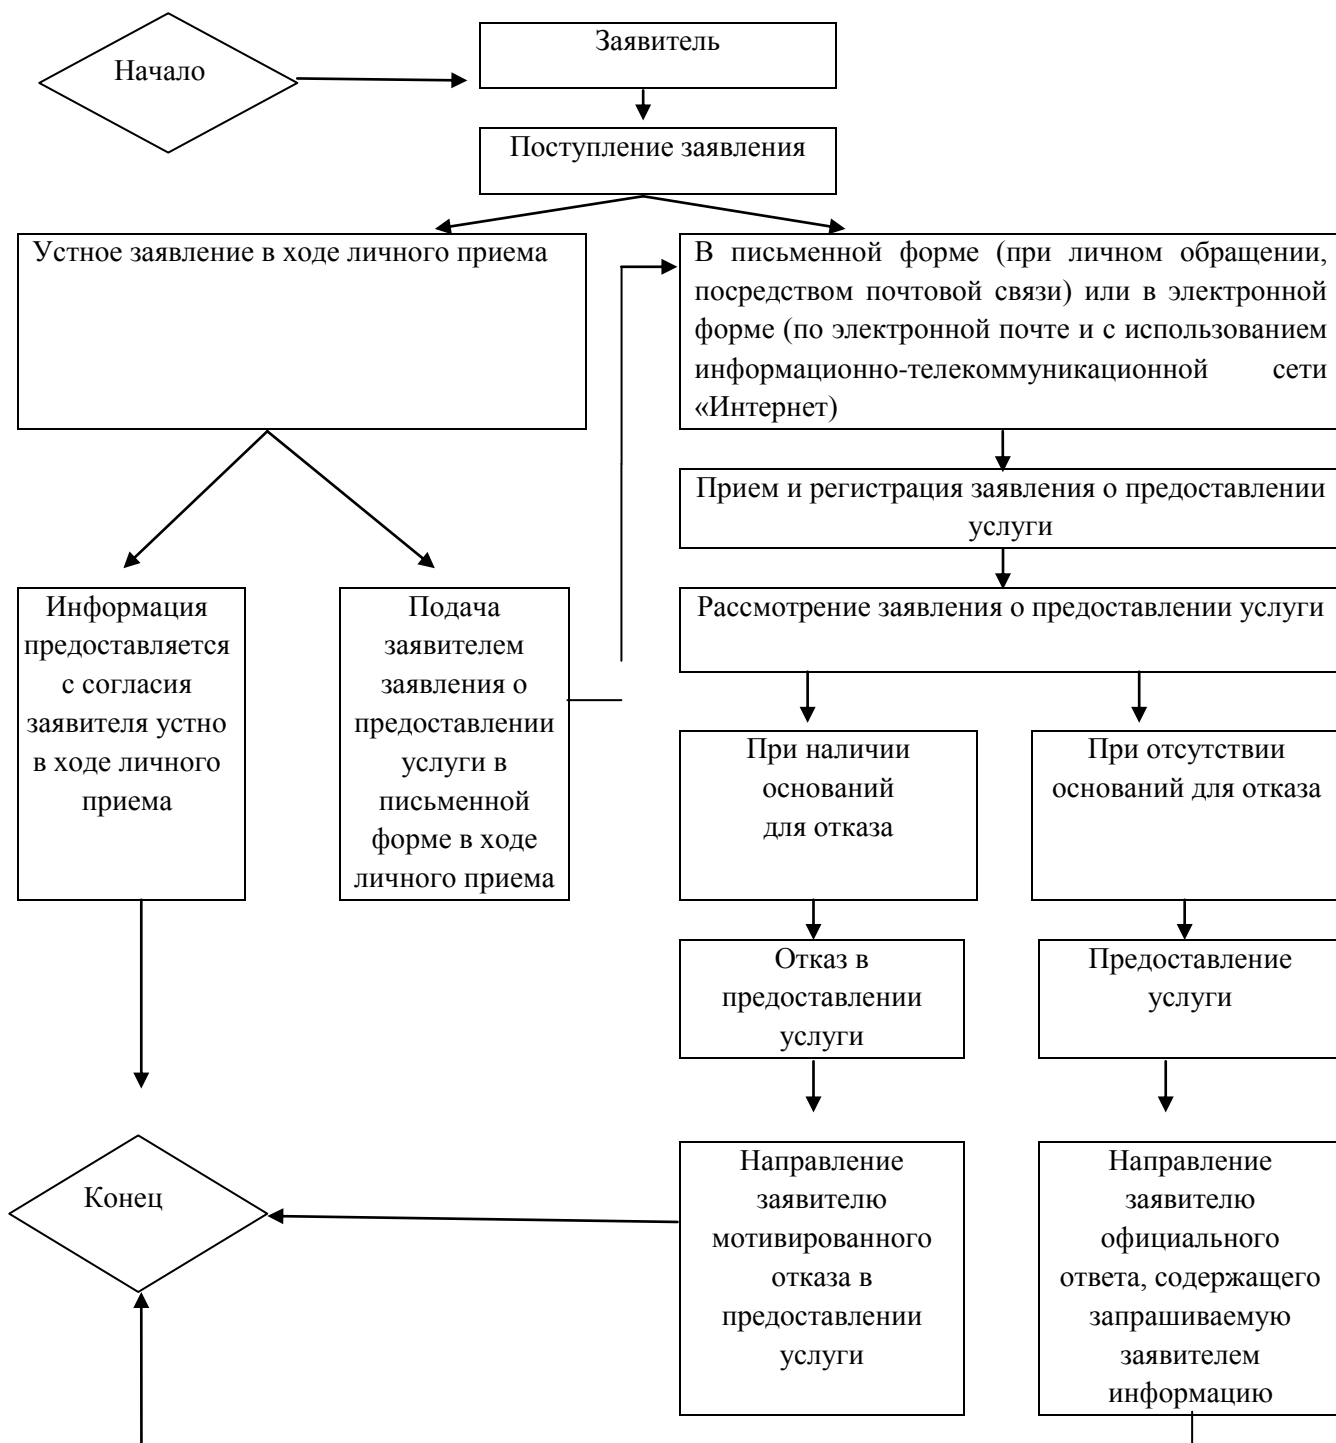 Начало
Заявитель
Поступление заявления
Устное заявление в ходе личного приема
В письменной форме (при личном обращении,
посредством почтовой связи) или в электронной
форме (по электронной почте и с использованием
информационно-телекоммуникационной сети
«Интернет)
Прием и регистрация заявления о предоставлении
услуги
Рассмотрение заявления о предоставлении услуги
Информация
предоставляется
с согласия
заявителя устно
в ходе личного
приема
Подача
заявителем
заявления о
предоставлении
услуги в
письменной
форме в ходе
личного приема
При наличии
оснований
для отказа
При отсутствии
оснований для отказа
Отказ в
предоставлении
услуги
Предоставление
услуги
Конец
Направление
заявителю
мотивированного
отказа в
предоставлении
услуги
Направление
заявителю
официального
ответа, содержащего
запрашиваемую
заявителем
информацию